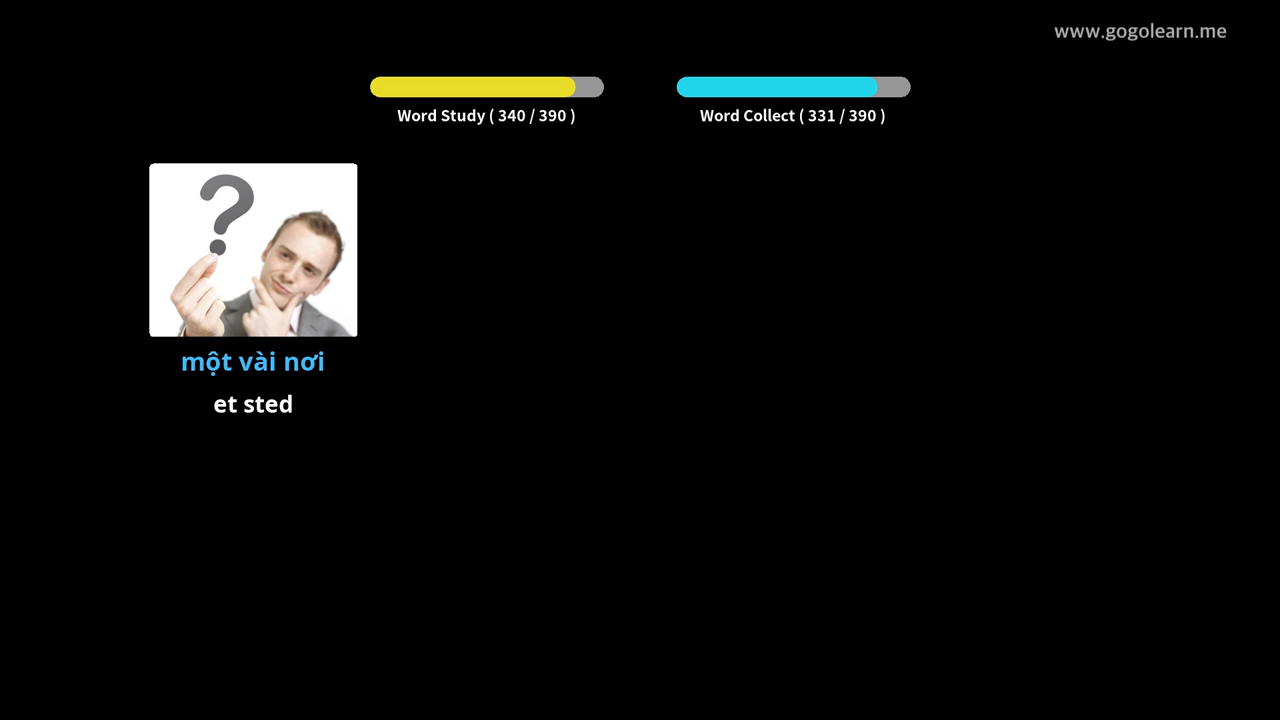 www.gogolearn.me
Word Study ( 340 / 390 )
Word Collect ( 331 / 390 )
một vài nơi
et sted